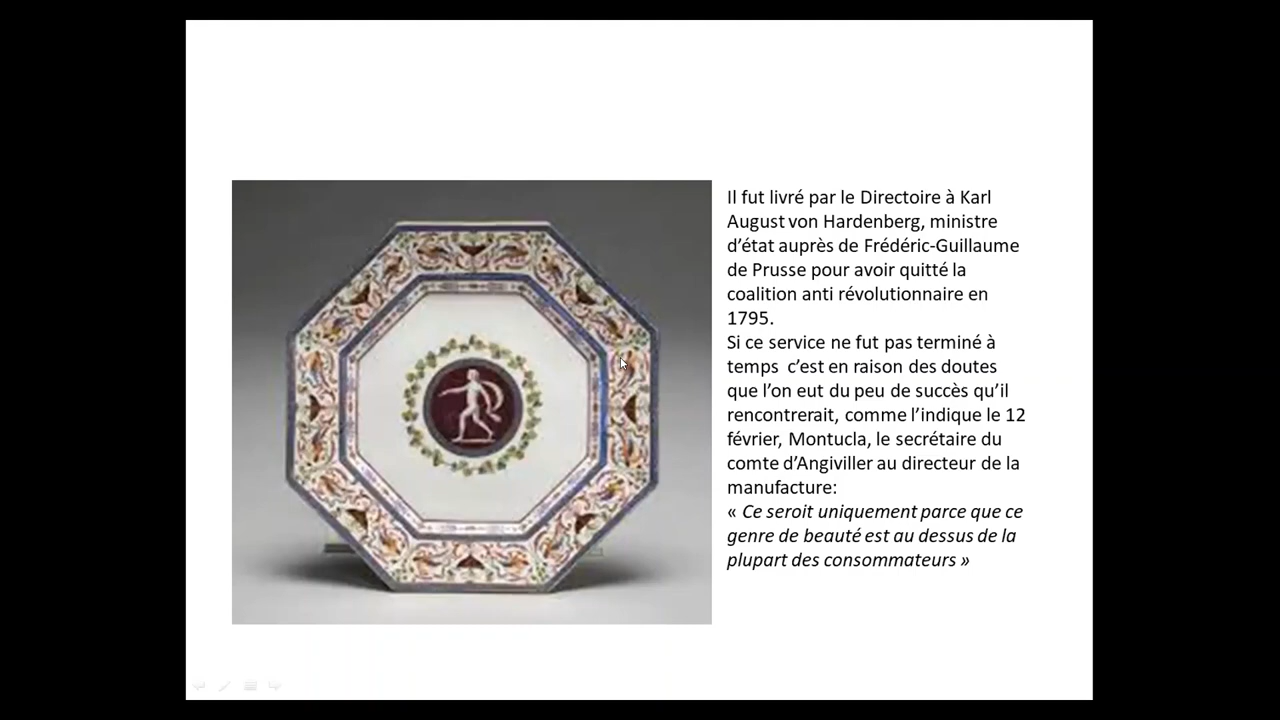 Il fut livré par le Directoire à Karl
August von Hardenberg, ministre
d’état auprès de Frédéric-Guillaume
de Prusse pour avoir quitté la
coalition anti révolutionnaire en
1795.
Si ce service ne fut pas terminé à
temps c’est en raison des doutes
que l’on eut du peu de succès qu’il
rencontrerait, comme l’indique le 12
février, Montucla, le secrétaire du
comte d’Angiviller au directeur de la
manufacture:
« Ce seroit uniquement parce que ce
genre de beauté est au dessus de la
plupart des consommateurs »